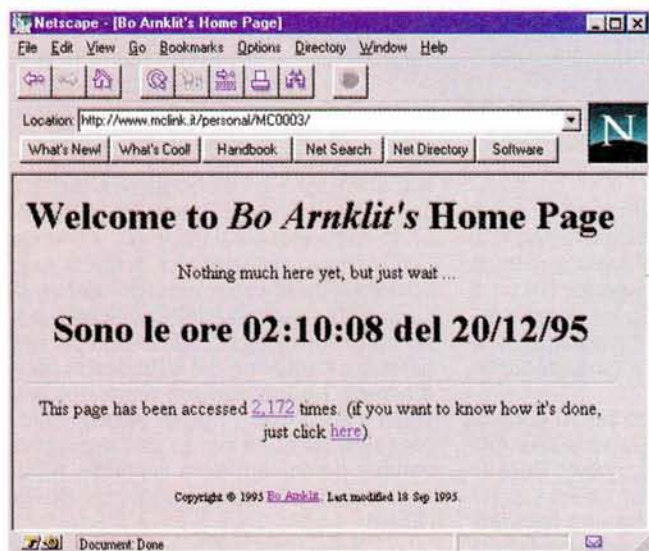 Netscape - [Bo Arnklit's Home Page]
File Edit View Go Bookmarks Options Directory Window Help
Location: http://www.mclink.it/personal/MC0003/
N
What's New! What's Cool! Handbook Net Search Net Directory Software
Welcome to Bo Arnklit's Home Page
Nothing much here yet, but just wait ...
Sono le ore 02:10:08 del 20/12/95
This page has been accessed 2,172 times. (if you want to know how it's done,
just click here)
Copyright © 1995 Bo Arnklit. Last modified 18 Sep 1995.
Document: Done